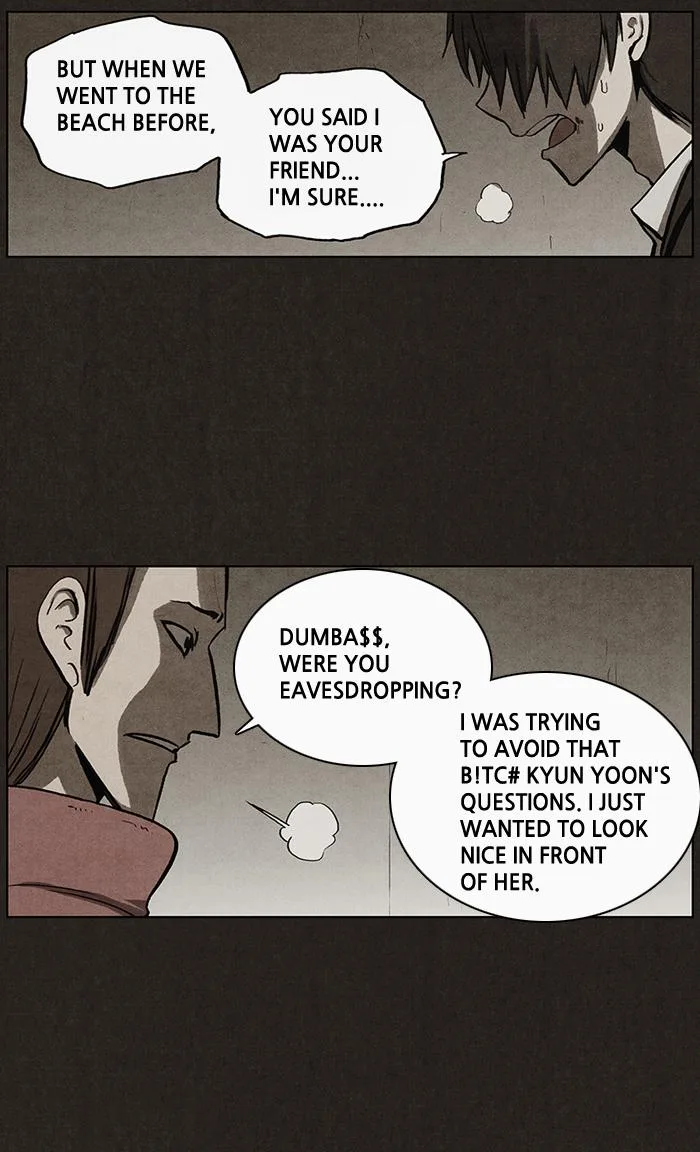 BUT WHEN WE
WENT TO THE
BEACH BEFORE,
YOU SAID I
WAS YOUR
FRIEND...
I'M SURE....
DUMBA$$,
WERE YOU
EAVESDROPPING?
I WAS TRYING
TO AVOID THAT
B!TC# KYUN YOON'S
QUESTIONS. I JUST
WANTED TO LOOK
NICE IN FRONT
OF HER.